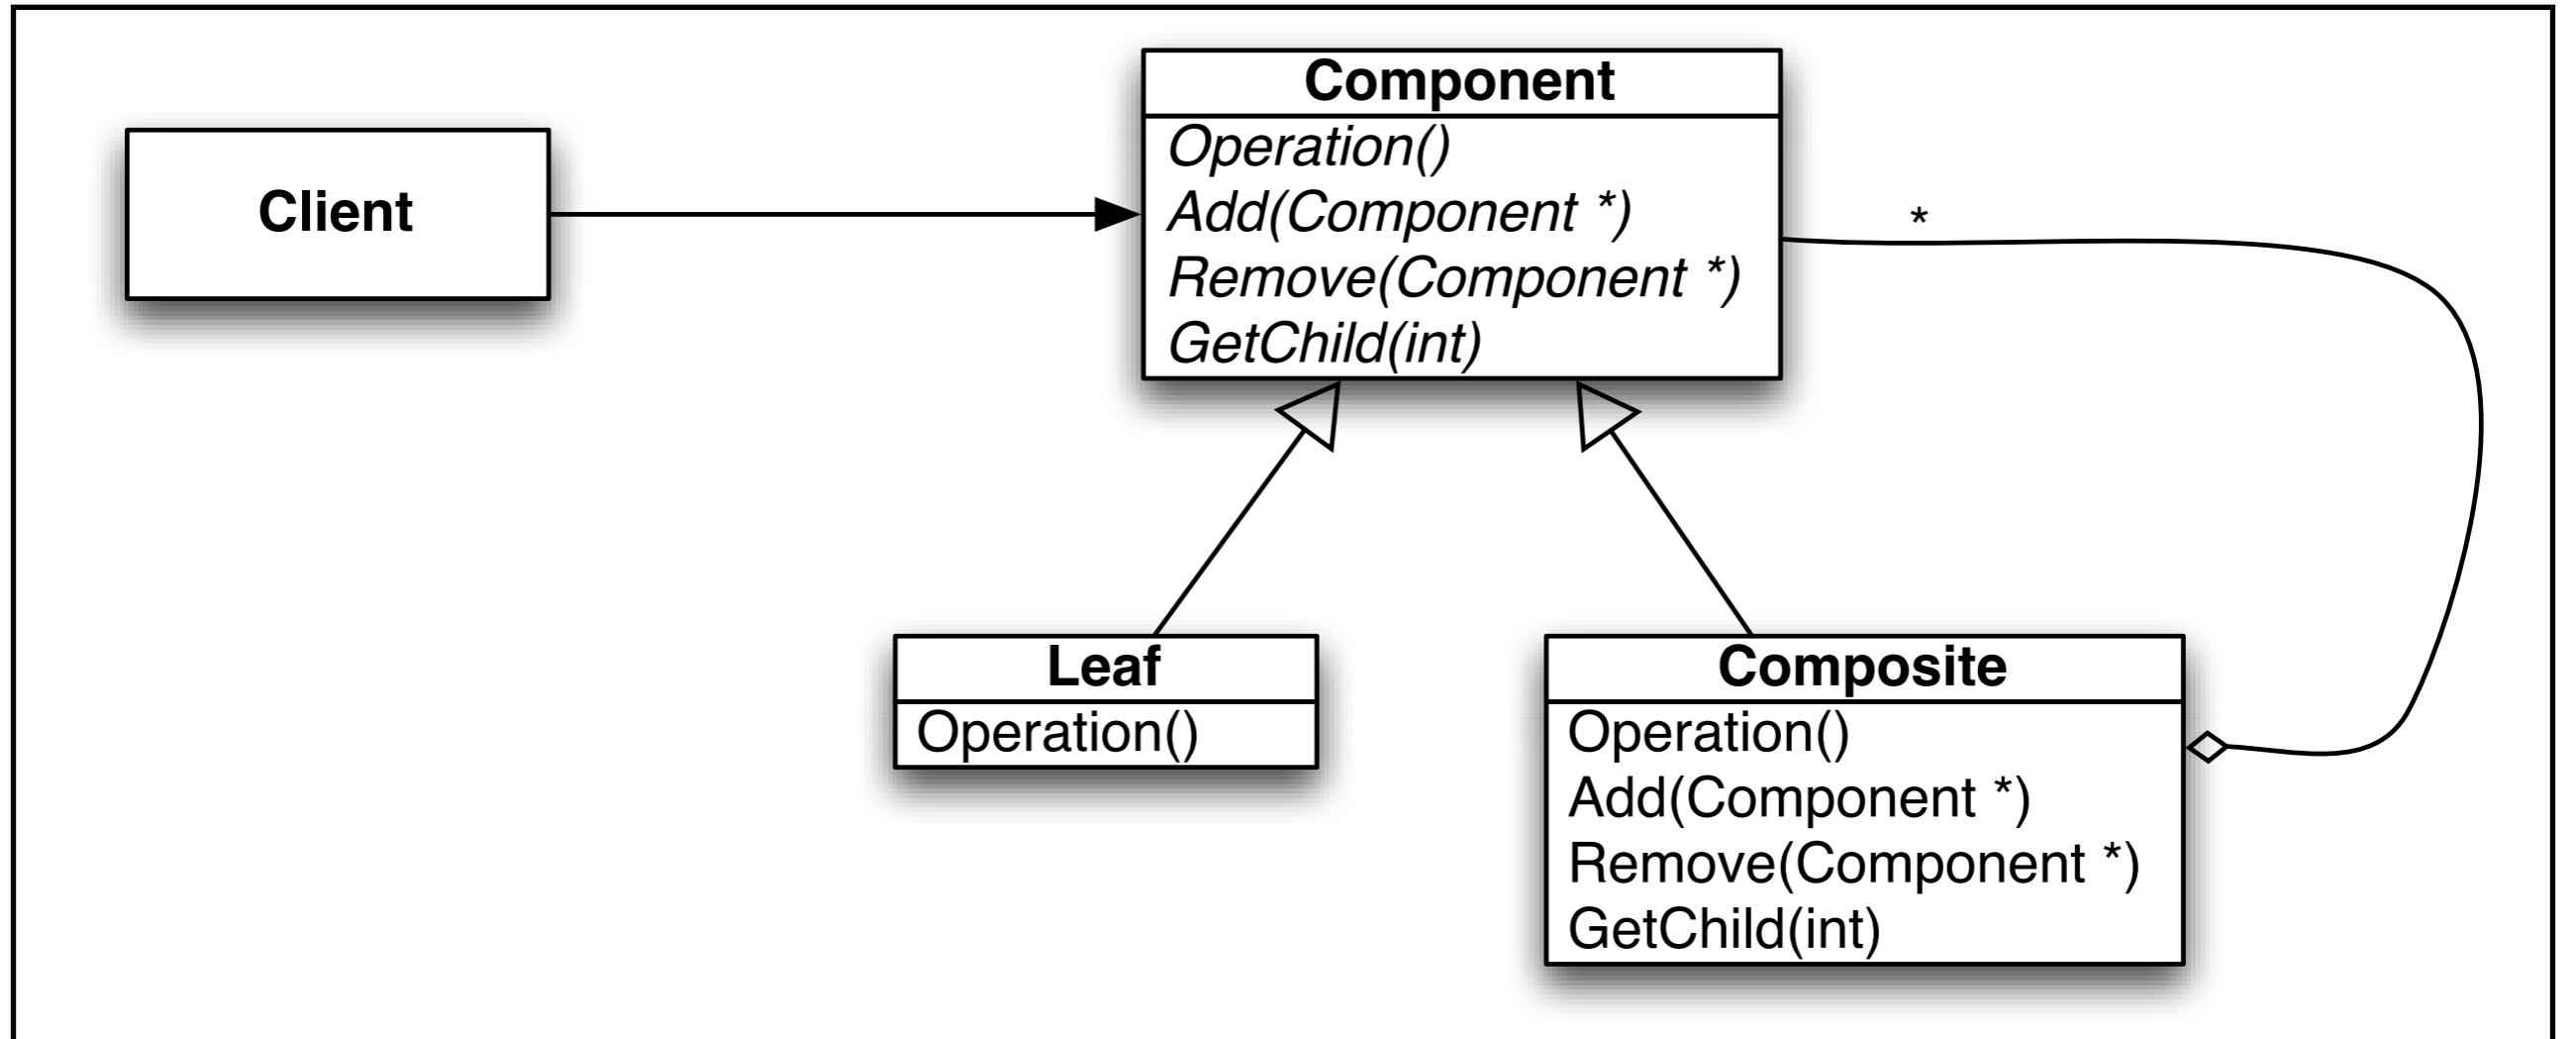 Client
Component
Operation()
Add(Component *)
Remove(Component *)
GetChild(int)
*
Leaf
Operation()
Composite
Operation()
Add(Component *)
Remove(Component *)
GetChild(int)